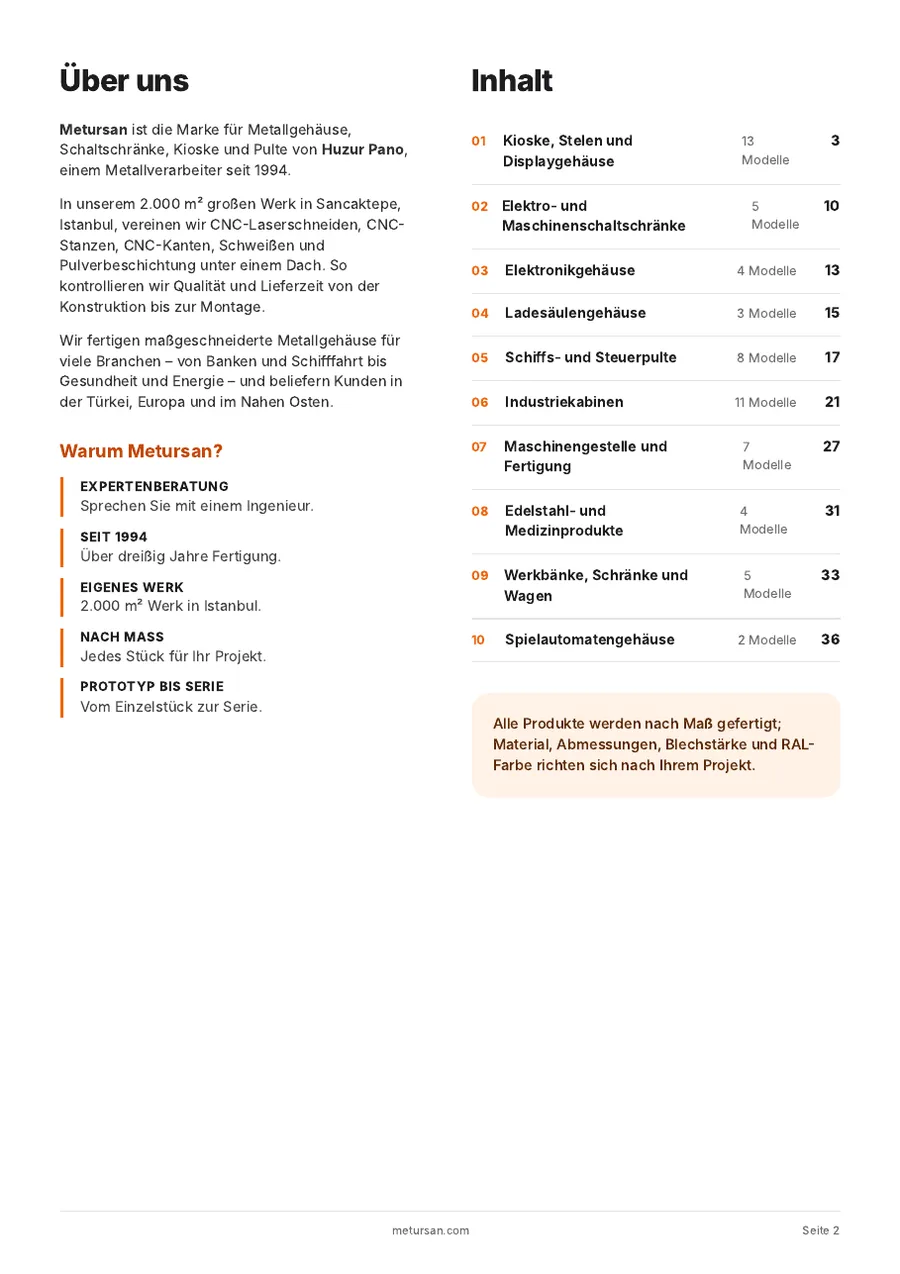 Über uns
Metursan ist die Marke für Metallgehäuse,
Schaltschränke, Kioske und Pulte von Huzur Pano,
einem Metallverarbeiter seit 1994.
In unserem 2.000 m² großen Werk in Sancaktepe,
Istanbul, vereinen wir CNC-Laserschneiden, CNC-
Stanzen, CNC-Kanten, Schweißen und
Pulverbeschichtung unter einem Dach. So
kontrollieren wir Qualität und Lieferzeit von der
Konstruktion bis zur Montage.
Wir fertigen maßgeschneiderte Metallgehäuse für
viele Branchen – von Banken und Schifffahrt bis
Gesundheit und Energie – und beliefern Kunden in
der Türkei, Europa und im Nahen Osten.
Warum Metursan?
EXPERTENBERATUNG
Sprechen Sie mit einem Ingenieur.
SEIT 1994
Über dreißig Jahre Fertigung.
EIGENES WERK
2.000 m² Werk in Istanbul.
NACH MASS
Jedes Stück für Ihr Projekt.
PROTOTYP BIS SERIE
Vom Einzelstück zur Serie.
Inhalt
01 Kioske, Stelen und 13 3
Displaygehäuse Modelle
02 Elektro- und 5 10
Maschinenschaltschränke Modelle
03 Elektronikgehäuse 4 Modelle 13
04 Ladesäulengehäuse 3 Modelle 15
05 Schiffs- und Steuerpulte 8 Modelle 17
06 Industriekabinen 11 Modelle 21
07 Maschinengestelle und 7 27
Fertigung Modelle
08 Edelstahl- und 4 31
Medizinprodukte Modelle
09 Werkbänke, Schränke und 5 33
Wagen Modelle
10 Spielautomatengehäuse 2 Modelle 36
Alle Produkte werden nach Maß gefertigt;
Material, Abmessungen, Blechstärke und RAL-
Farbe richten sich nach Ihrem Projekt.
metursan.com Seite 2